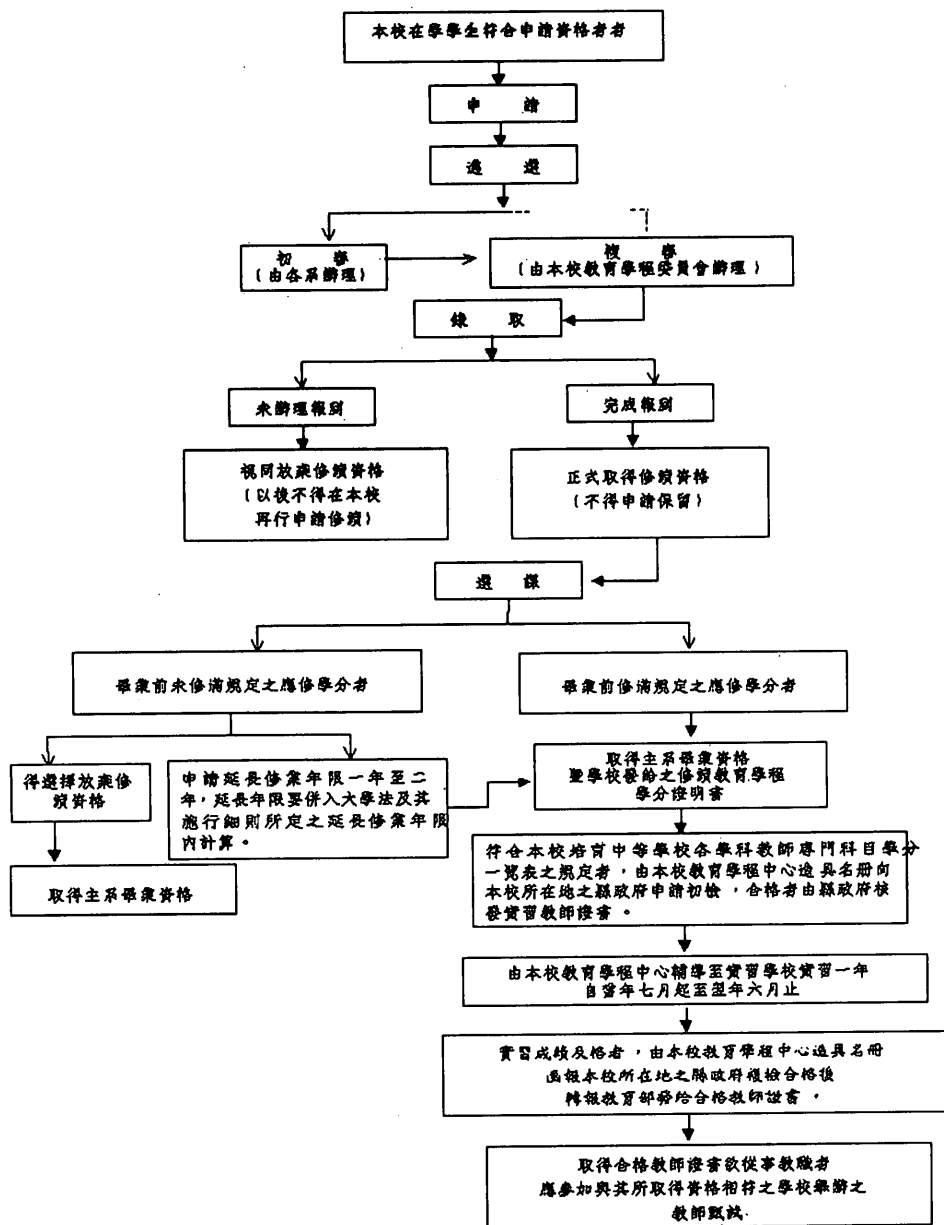 本校在學學生符合申請資格者者
申 請
遴 選
初 審
(由各系辦理)
複 審
(由本校教育學程委員會辦理)
錄 取
未辦理報到
完成報到
視同放棄修讀資格
(以後不得在本校
再行申請修讀)
正式取得修讀資格
(不得申請保留)
選 課
畢業前未修滿規定之應修學分者
畢業前修滿規定之應修學分者
得選擇放棄修
讀資格
申請延長修業年限一年至二
年，延長年限要併入大學法及其
施行細則所定之延長修業年限
內計算。
取得主系畢業資格
暨學校發給之修讀教育學程
學分證明書
取得主系畢業資格
符合本校培育中等學校各學科教師專門科目學分
一覽表之規定者，由本校教育學程中心造具名册向
本校所在地之縣政府申請初檢，合格者由縣政府核
發實習教師證書。
由本校教育學程中心輔導至實習學校實習一年
自當年七月起至翌年六月止
實習成績及格者，由本校教育學程中心造具名冊
函報本校所在地之縣政府複檢合格後
轉報教育部發給合格教師證書，
取得合格教師證書欲從事教職者
應參加與其所取得資格相符之學校舉辦之
教師甄試.